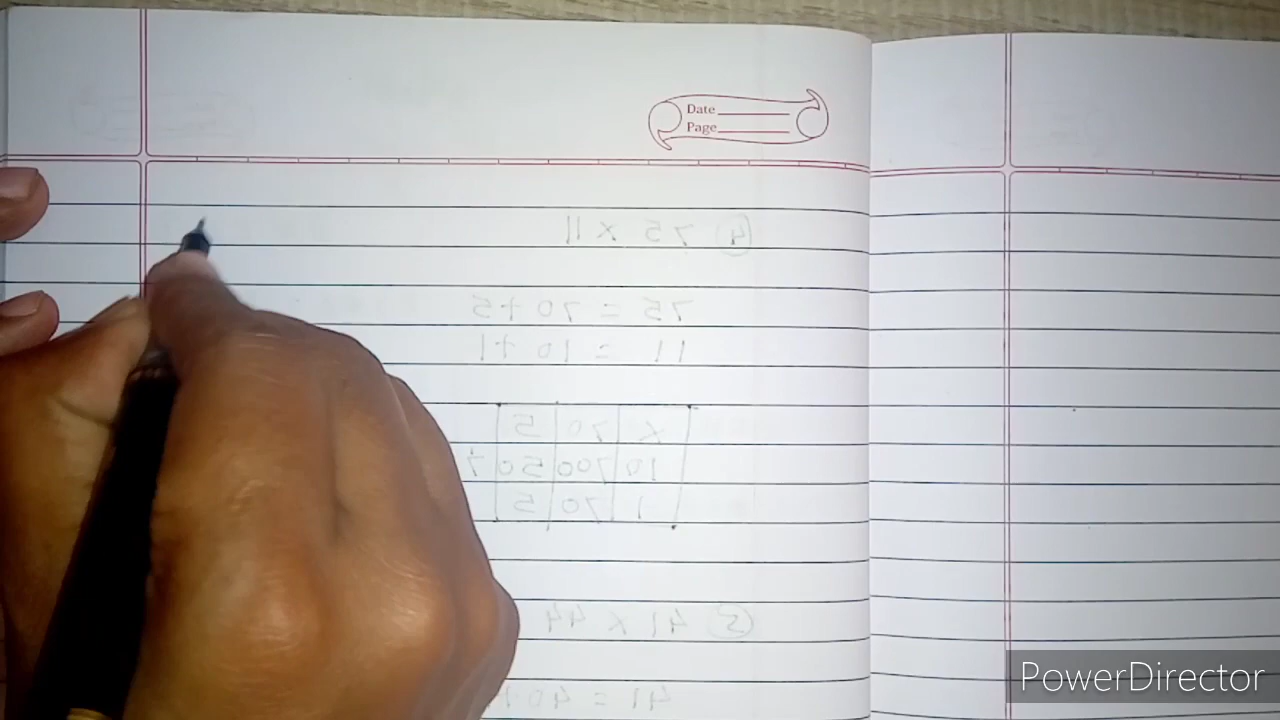 Date
Page
④ 75 × 11
75 = 70 + 5
11 = 10 + 1
× 70 5
10 700 50 7
1 70 5
⑤ 41 × 44
41 = 40 +
PowerDirector